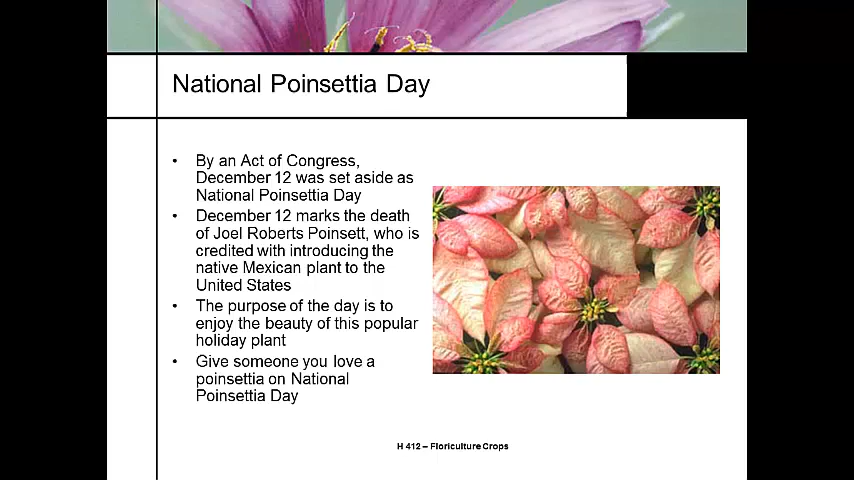 National Poinsettia Day
• By an Act of Congress,
December 12 was set aside as
National Poinsettia Day
• December 12 marks the death
of Joel Roberts Poinsett, who is
credited with introducing the
native Mexican plant to the
United States
• The purpose of the day is to
enjoy the beauty of this popular
holiday plant
• Give someone you love a
poinsettia on National
Poinsettia Day
H 412 – Floriculture Crops